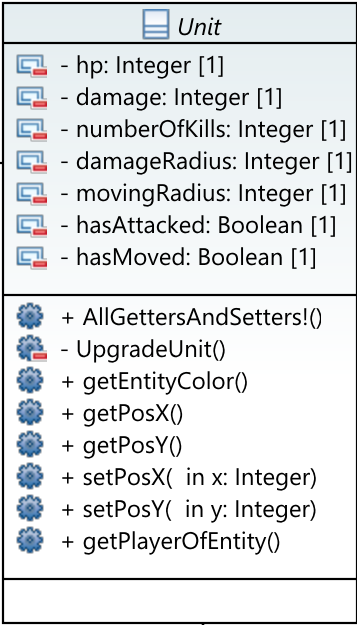 Unit
- hp: Integer [1]
- damage: Integer [1]
- numberOfKills: Integer [1]
- damageRadius: Integer [1]
- movingRadius: Integer [1]
- hasAttacked: Boolean [1]
- hasMoved: Boolean [1]
+ AllGettersAndSetters!()
- UpgradeUnit()
+ getEntityColor()
+ getPosX()
+ getPosY()
+ setPosX(  in x: Integer)
+ setPosY(  in y: Integer)
+ getPlayerOfEntity()